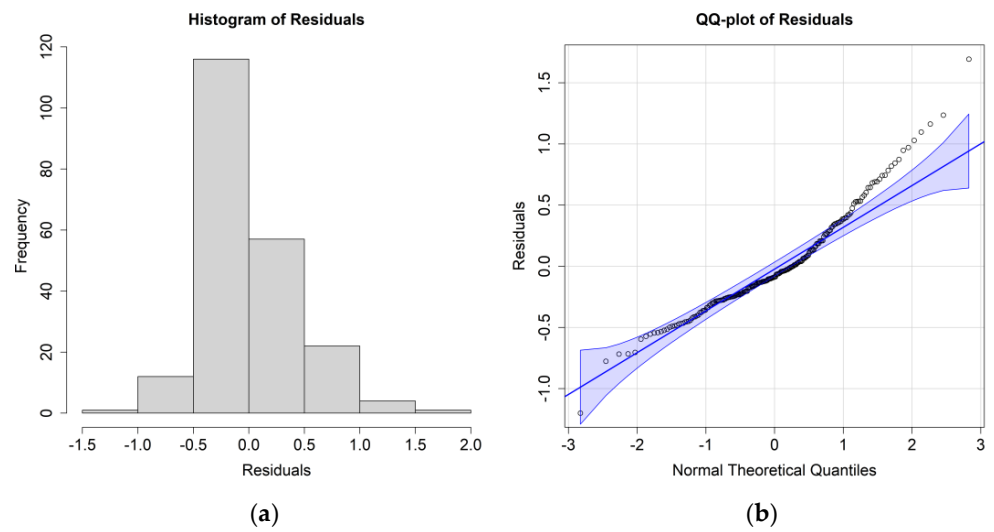 Histogram of Residuals
Frequency
0
20
40
60
80
100
120
-1.5 -1.0 -0.5 0.0 0.5 1.0 1.5 2.0
Residuals
(a)
QQ-plot of Residuals
Residuals
-1.0
-0.5
0.0
0.5
1.0
1.5
-3 -2 -1 0 1 2 3
Normal Theoretical Quantiles
(b)